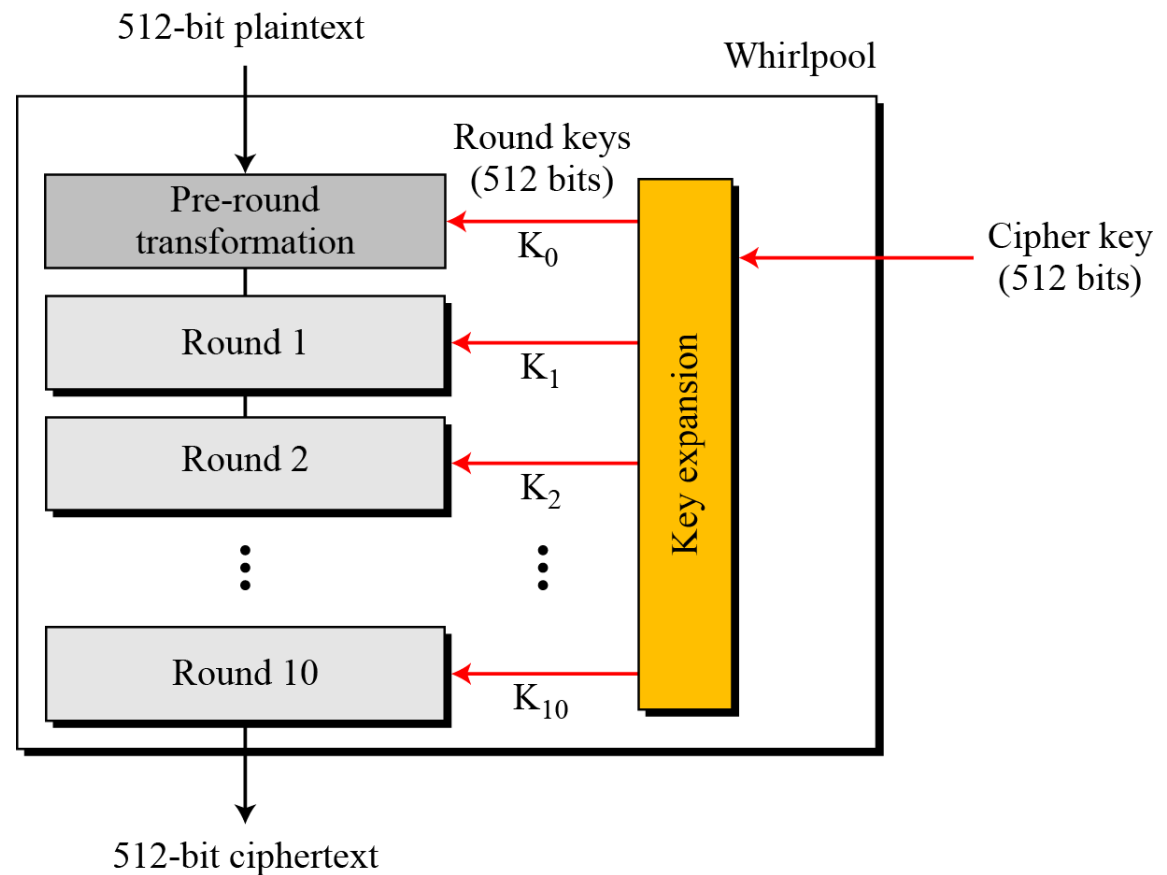 512-bit plaintext
Whirlpool
Round keys
(512 bits)
Pre-round
transformation
K₀
Cipher key
(512 bits)
Round 1
K₁
Key expansion
Round 2
K₂
Round 10
K₁₀
512-bit ciphertext